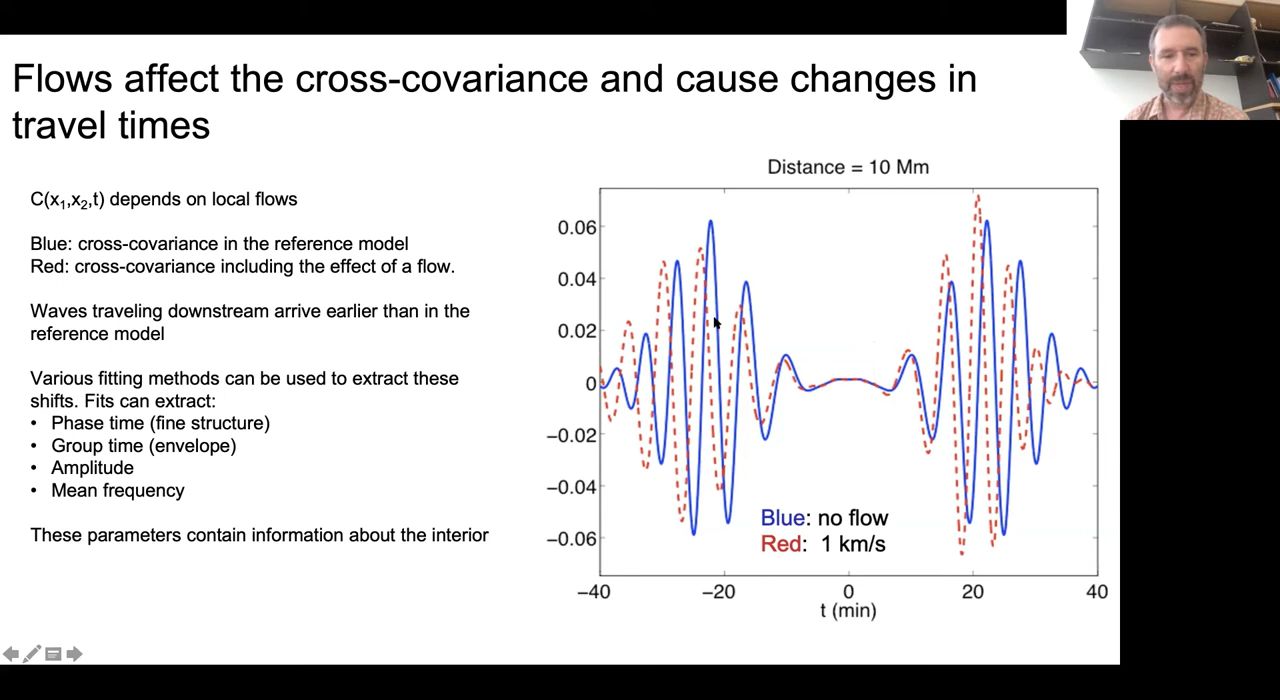 Flows affect the cross-covariance and cause changes in
travel times
C(x₁,x₂,t) depends on local flows
Blue: cross-covariance in the reference model
Red: cross-covariance including the effect of a flow.
Waves traveling downstream arrive earlier than in the
reference model
Various fitting methods can be used to extract these
shifts. Fits can extract:
• Phase time (fine structure)
• Group time (envelope)
• Amplitude
• Mean frequency
These parameters contain information about the interior
Distance = 10 Mm
0.06
0.04
0.02
0
−0.02
−0.04
−0.06
Blue: no flow
Red: 1 km/s
−40 −20 0 20 40
t (min)